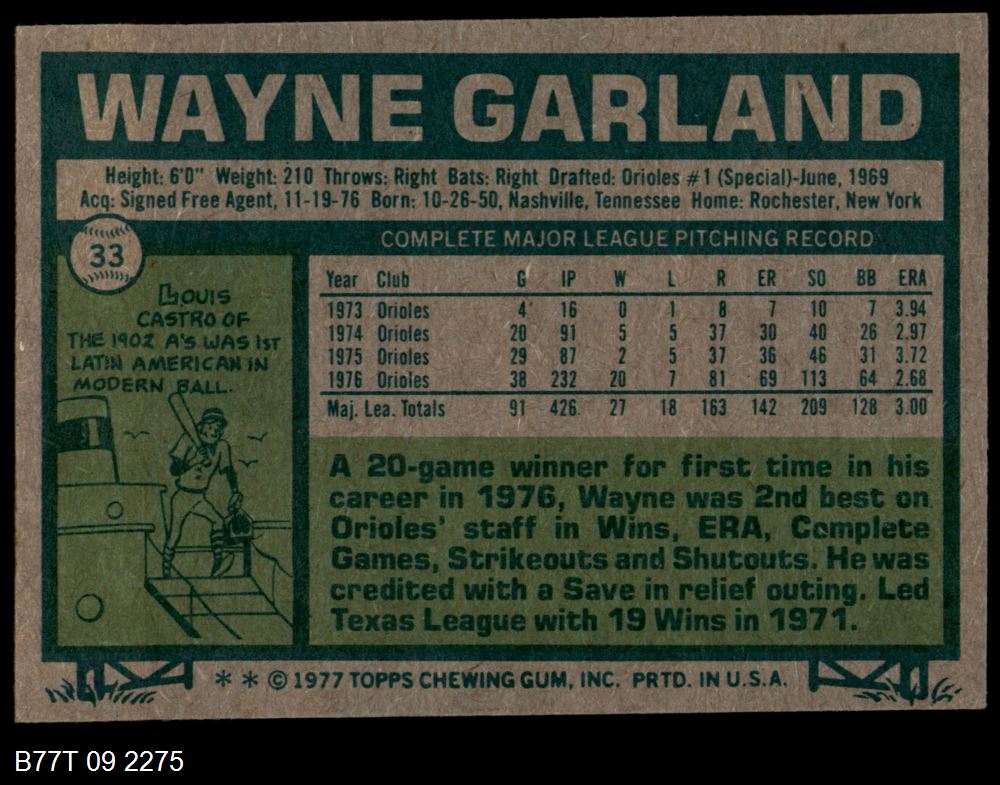 WAYNE GARLAND
Height: 6'0" Weight: 210 Throws: Right Bats: Right Drafted: Orioles #1 (Special)-June, 1969
Acq: Signed Free Agent, 11-19-76 Born: 10-26-50, Nashville, Tennessee Home: Rochester, New York
33
LOUIS
CASTRO OF
THE 1902 A'S WAS 1ST
LATIN AMERICAN IN
MODERN BALL.
COMPLETE MAJOR LEAGUE PITCHING RECORD
Year Club G IP W L R ER SO BB ERA
1973 Orioles 4 16 0 1 8 7 10 7 3.94
1974 Orioles 20 91 5 5 37 30 40 26 2.97
1975 Orioles 29 87 2 5 37 36 46 31 3.72
1976 Orioles 38 232 20 7 81 69 113 64 2.68
Maj. Lea. Totals 91 426 27 18 163 142 209 128 3.00
A 20-game winner for first time in his
career in 1976, Wayne was 2nd best on
Orioles' staff in Wins, ERA, Complete
Games, Strikeouts and Shutouts. He was
credited with a Save in relief outing. Led
Texas League with 19 Wins in 1971.
* * © 1977 TOPPS CHEWING GUM, INC. PRTD. IN U.S.A.
B77T 09 2275